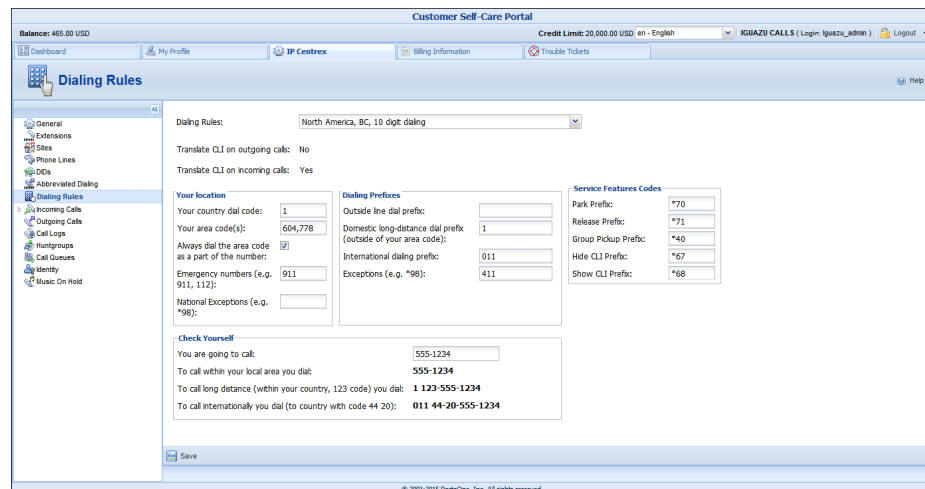 Customer Self-Care Portal
Balance: 465.80 USD
Credit Limit: 20,000.00 USD
en - English
IGUAZU CALLS ( Login: Iguazu_admin )
Logout
Dashboard
My Profile
IP Centrex
Billing Information
Trouble Tickets
Dialing Rules
Help
General
Extensions
Sites
Phone Lines
DIDs
Abbreviated Dialing
Dialing Rules
Incoming Calls
Outgoing Calls
Call Logs
Huntgroups
Call Queues
Identity
Music On Hold
Dialing Rules: North America, BC, 10 digit dialing
Translate CLI on outgoing calls: No
Translate CLI on incoming calls: Yes
Your location
Your country dial code: 1
Your area code(s): 604,778
Always dial the area code
as a part of the number:
Emergency numbers (e.g. 911
911, 112):
National Exceptions (e.g.
*98):
Dialing Prefixes
Outside line dial prefix:
Domestic long-distance dial prefix 1
(outside of your area code):
International dialing prefix: 011
Exceptions (e.g. *98): 411
Service Features Codes
Park Prefix: *70
Release Prefix: *71
Group Pickup Prefix: *40
Hide CLI Prefix: *67
Show CLI Prefix: *68
Check Yourself
You are going to call: 555-1234
To call within your local area you dial: 555-1234
To call long distance (within your country, 123 code) you dial: 1 123-555-1234
To call internationally you dial (to country with code 44 20): 011 44-20-555-1234
Save
© 2001-2015 PortaOne, Inc. All rights reserved